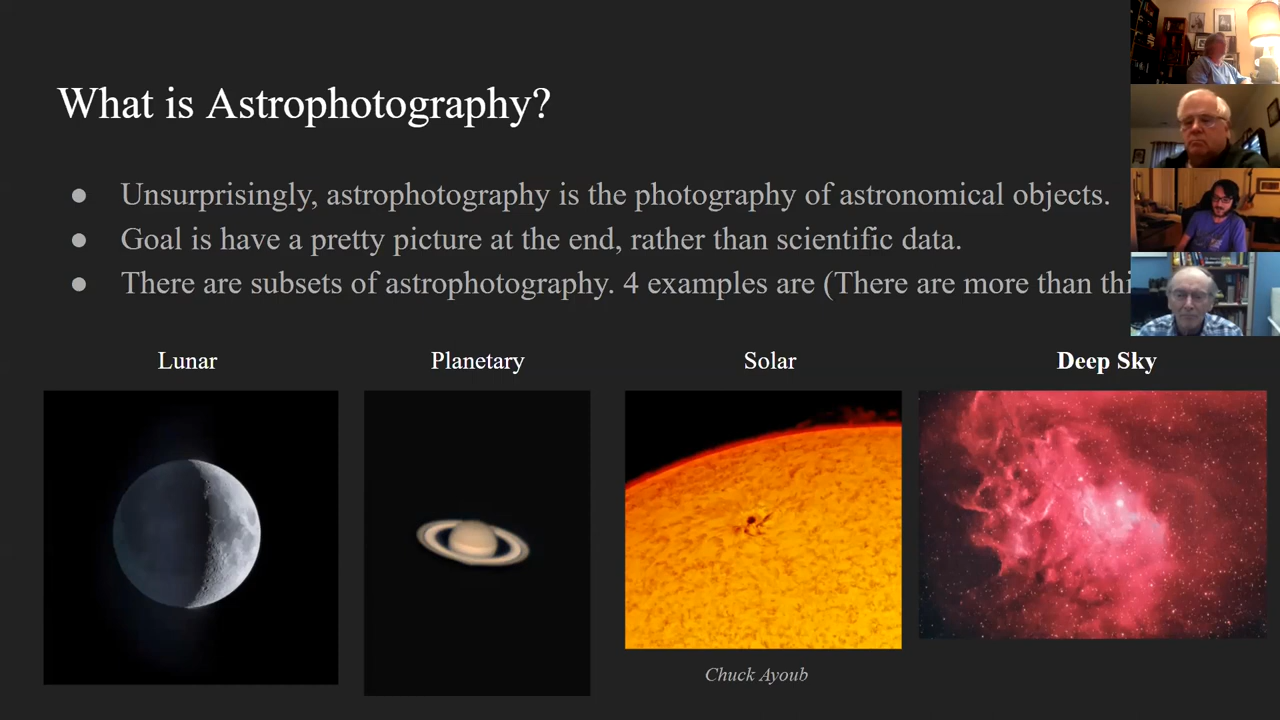 What is Astrophotography?
● Unsurprisingly, astrophotography is the photography of astronomical objects.
● Goal is have a pretty picture at the end, rather than scientific data.
● There are subsets of astrophotography. 4 examples are (There are more than
Lunar
Planetary
Solar
Deep Sky
Chuck Ayoub